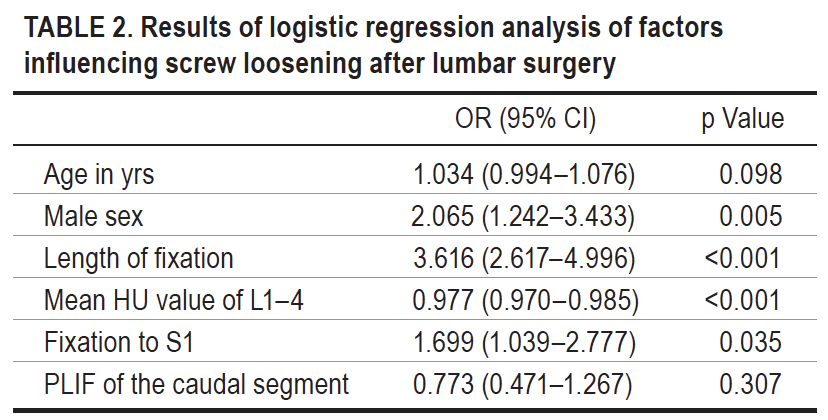 TABLE 2. Results of logistic regression analysis of factors
influencing screw loosening after lumbar surgery
OR (95% CI) p Value
Age in yrs 1.034 (0.994–1.076) 0.098
Male sex 2.065 (1.242–3.433) 0.005
Length of fixation 3.616 (2.617–4.996) <0.001
Mean HU value of L1–4 0.977 (0.970–0.985) <0.001
Fixation to S1 1.699 (1.039–2.777) 0.035
PLIF of the caudal segment 0.773 (0.471–1.267) 0.307